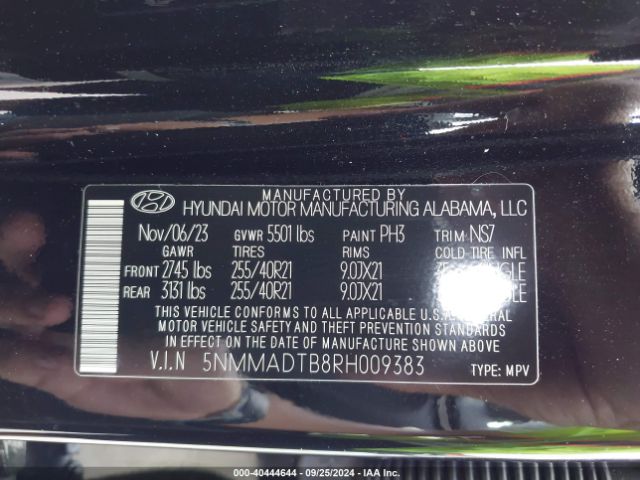 MANUFACTURED BY
HYUNDAI MOTOR MANUFACTURING ALABAMA, LLC
Nov/06/23 GVWR 5501 lbs PAINT PH3 TRIM NS7
GAWR TIRES RIMS COLD TIRE INFL
FRONT 2745 lbs 255/40R21 9.0JX21
REAR 3131 lbs 255/40R21 9.0JX21
THIS VEHICLE CONFORMS TO ALL APPLICABLE U.S. FEDERAL
MOTOR VEHICLE SAFETY AND THEFT PREVENTION STANDARDS
IN EFFECT ON THE DATE OF MANUFACTURE SHOWN ABOVE
V.I.N 5NMMADTB8RH009383 TYPE: MPV
000-40444644 | 09/25/2024 | IAA Inc.